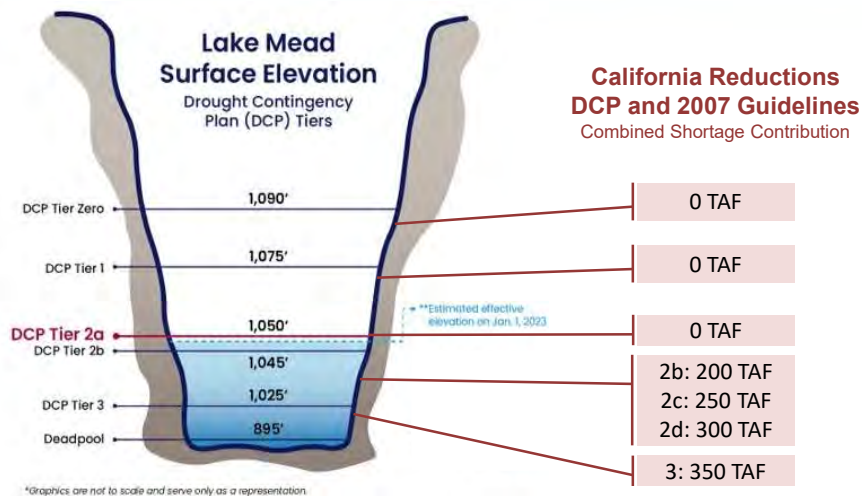 Lake Mead
Surface Elevation
Drought Contingency
Plan (DCP) Tiers
California Reductions
DCP and 2007 Guidelines
Combined Shortage Contribution
DCP Tier Zero
1,090’
0 TAF
DCP Tier 1
1,075’
0 TAF
DCP Tier 2a
1,050’
**Estimated effective
elevation on Jan. 1, 2023
0 TAF
DCP Tier 2b
1,045’
2b: 200 TAF
2c: 250 TAF
2d: 300 TAF
DCP Tier 3
1,025’
Deadpool
895’
3: 350 TAF
*Graphics are not to scale and serve only as a representation.